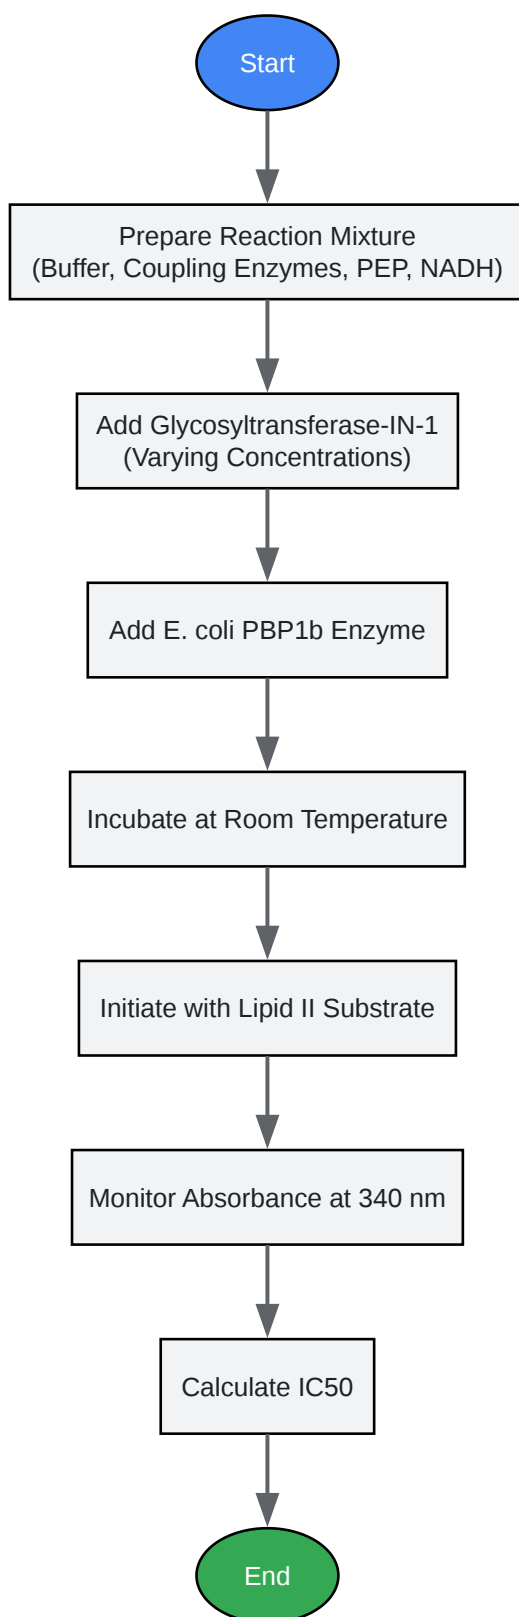 Start
Prepare Reaction Mixture
(Buffer, Coupling Enzymes, PEP, NADH)
Add Glycosyltransferase-IN-1
(Varying Concentrations)
Add E. coli PBP1b Enzyme
Incubate at Room Temperature
Initiate with Lipid II Substrate
Monitor Absorbance at 340 nm
Calculate IC50
End